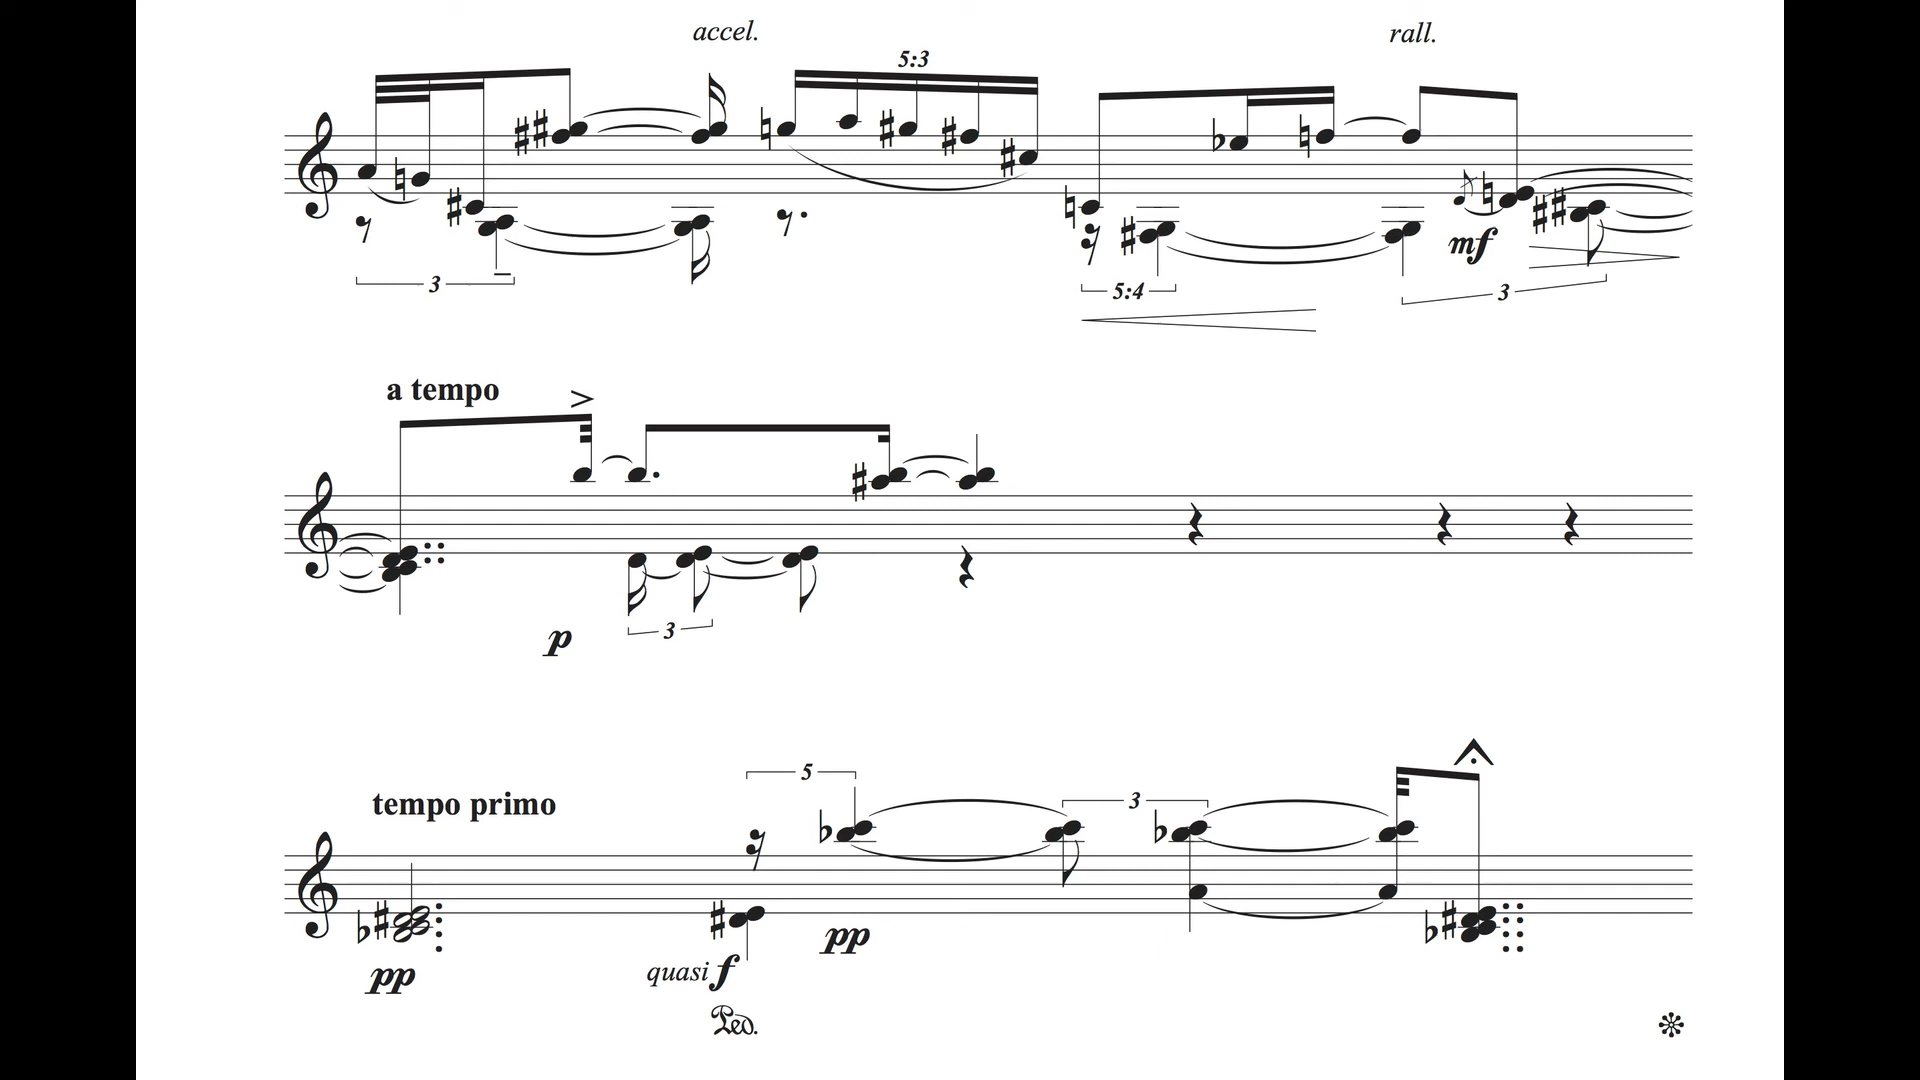 accel.
rall.
5:3
3
5:4
mf
3
a tempo
p
3
5
tempo primo
3
pp
quasi f
pp
Ped.